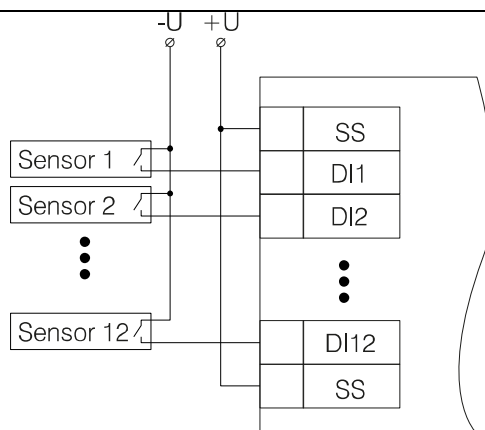 -U +U
SS
Sensor 1
DI1
Sensor 2
DI2
Sensor 12
DI12
SS